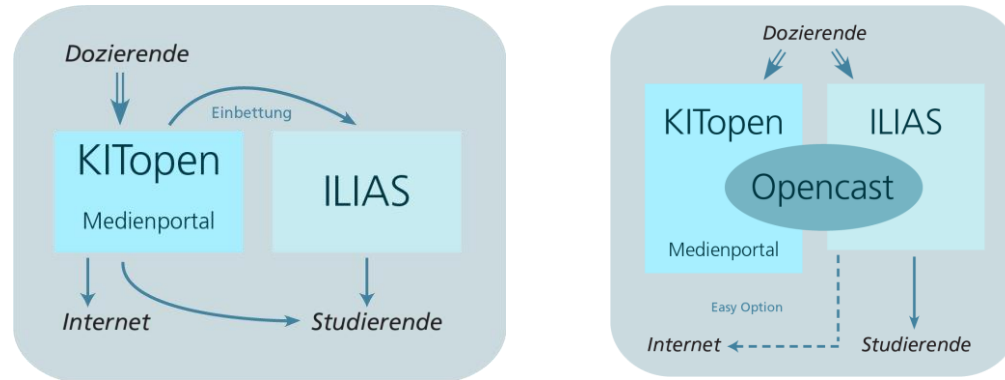 Dozierende
Einbettung
KITopen
Medienportal
ILIAS
Internet
Studierende
Dozierende
KITopen
ILIAS
Opencast
Medienportal
Easy Option
Internet
Studierende